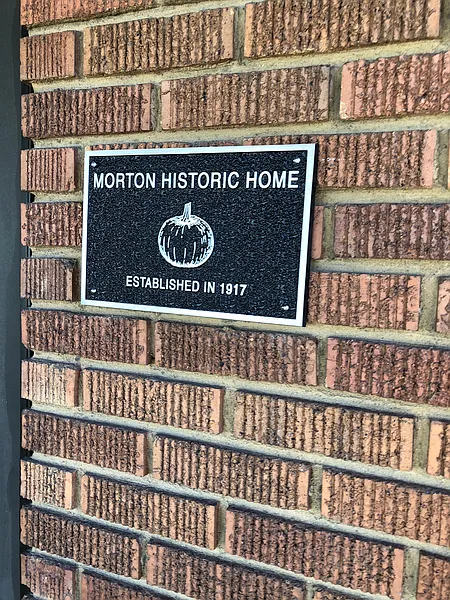 MORTON HISTORIC HOME
ESTABLISHED IN 1917